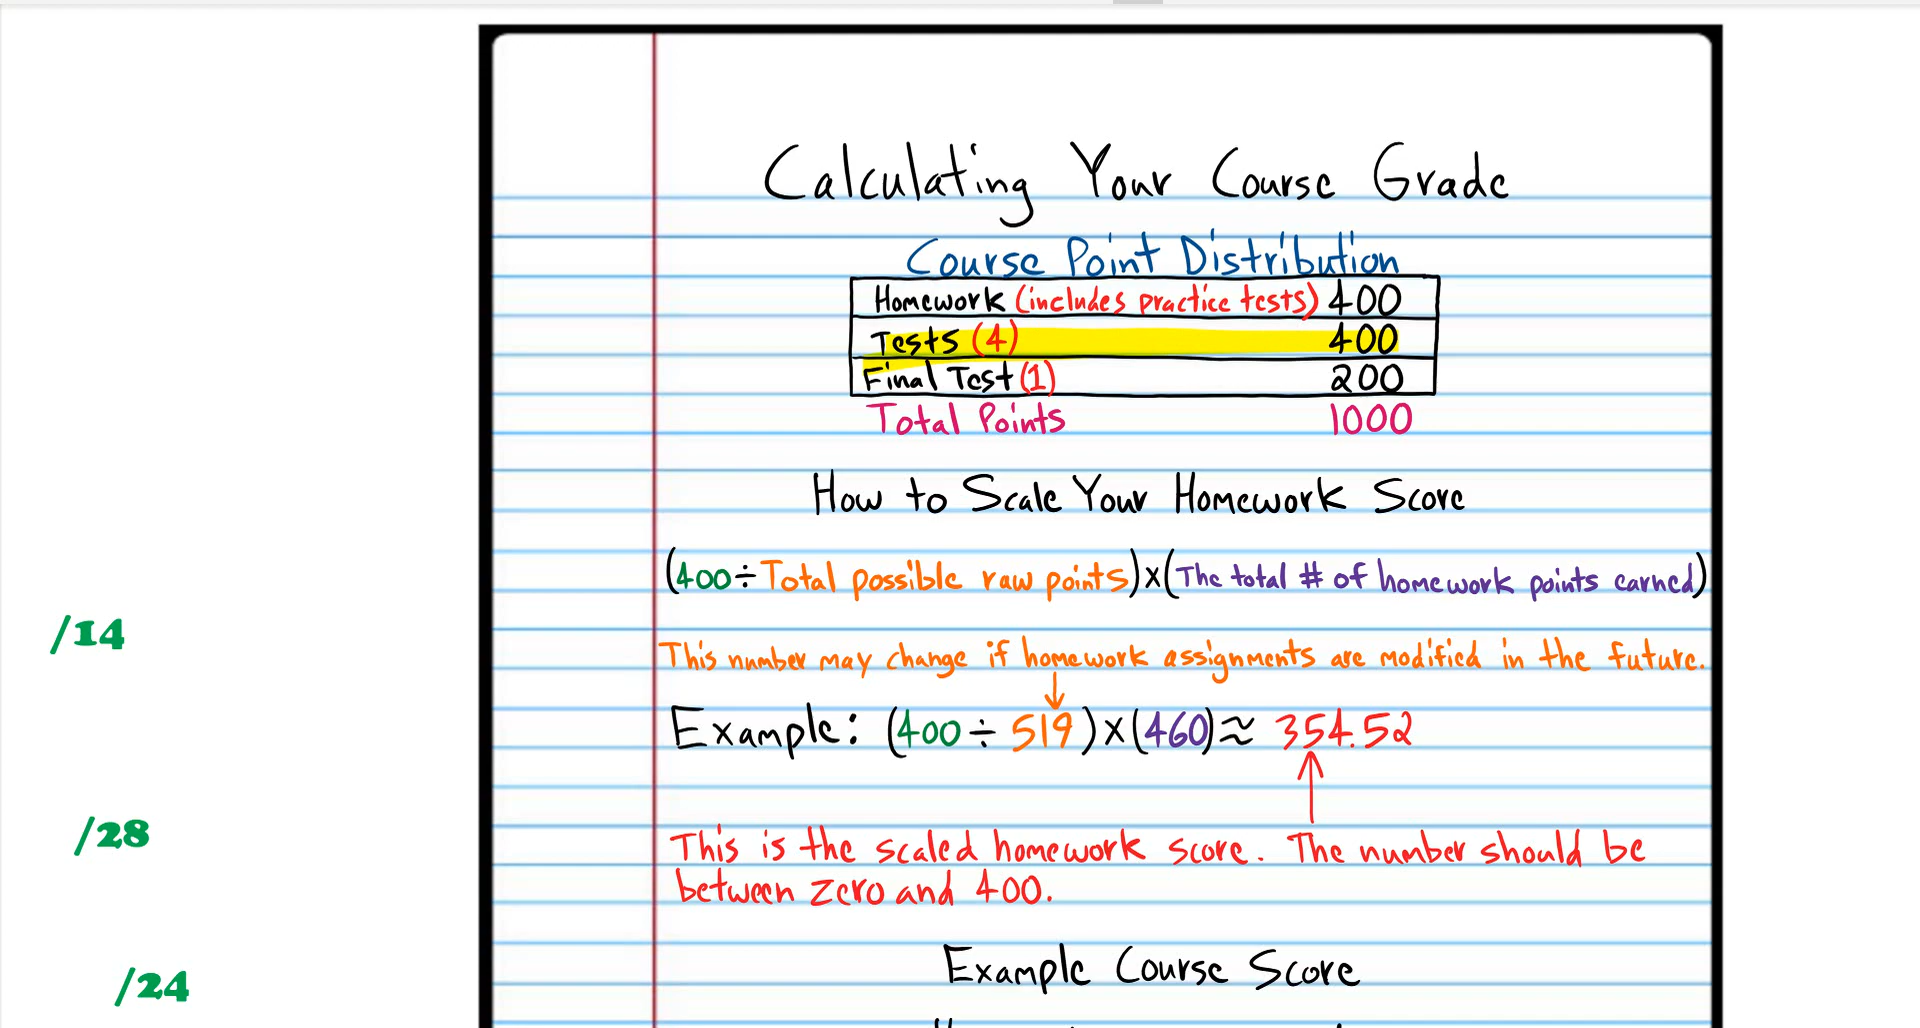 Calculating Your Course Grade
Course Point Distribution
Homework (includes practice tests) 400
Tests (4) 400
Final Test (1) 200
Total Points 1000
How to Scale Your Homework Score
(400÷Total possible raw points)×(The total # of homework points earned)
/14
This number may change if homework assignments are modified in the future.
Example: (400 ÷ 519)×(460)≈ 354.52
/28
This is the scaled homework score. The number should be
between zero and 400.
Example Course Score
/24